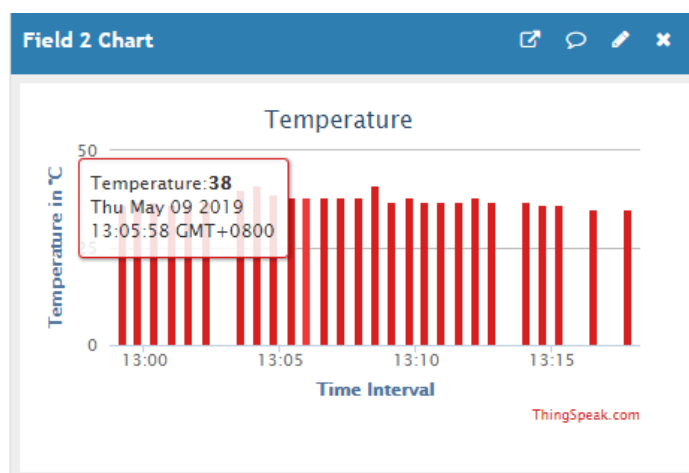 Field 2 Chart
Temperature
50
Temperature:38
Thu May 09 2019
13:05:58 GMT+0800
Temperature in °C
25
0
13:00
13:05
13:10
13:15
Time Interval
ThingSpeak.com